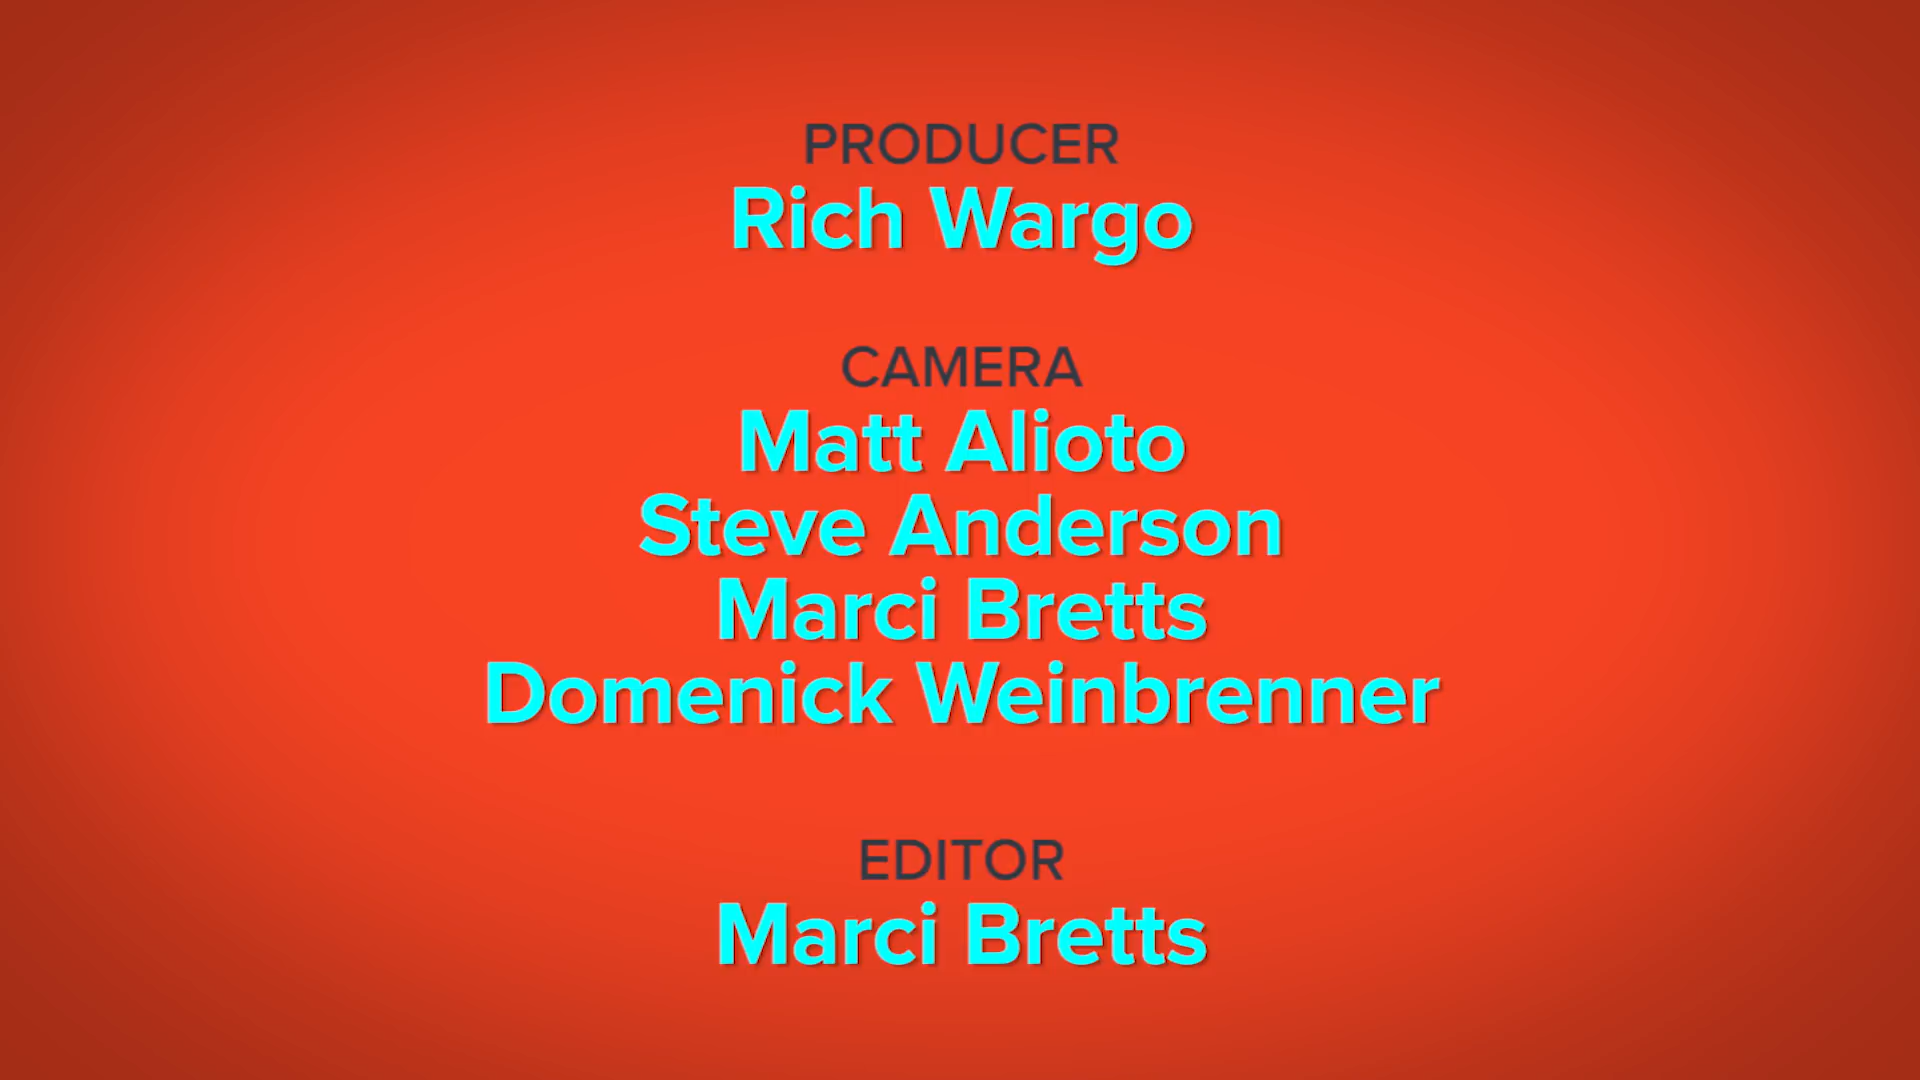 PRODUCER
Rich Wargo
CAMERA
Matt Alioto
Steve Anderson
Marci Bretts
Domenick Weinbrenner
EDITOR
Marci Bretts